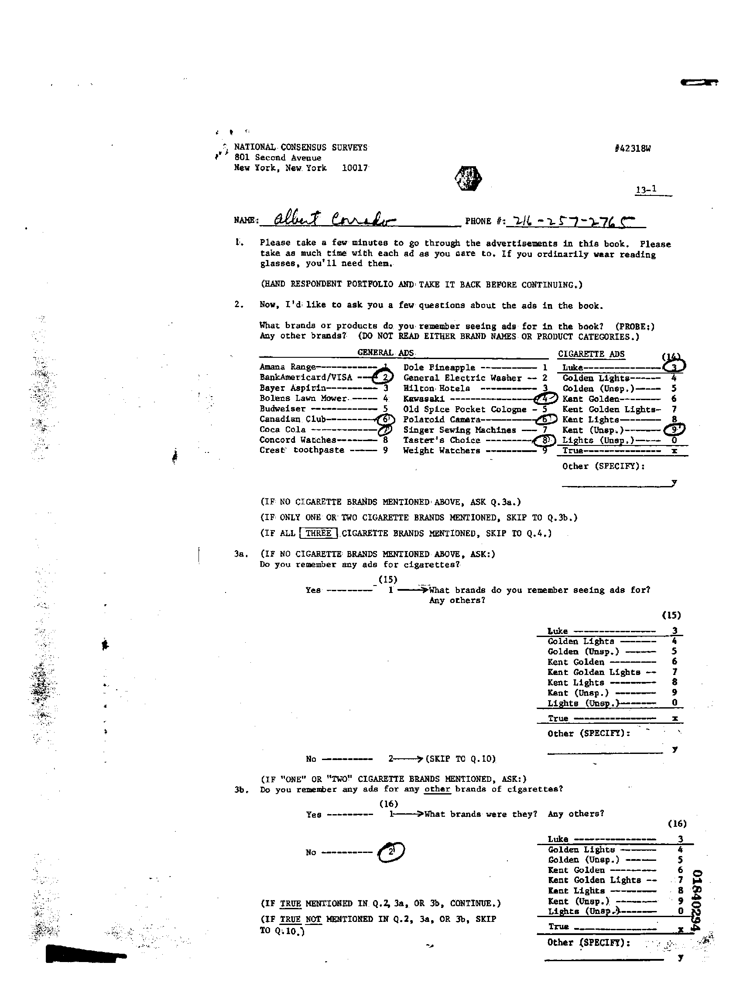 NATIONAL CONSENSUS SURVEYS #42318W
801 Second Avenue
New York, New York 10017
13-1
NAME: Albert Corrado PHONE #: 216-257-2765
1. Please take a few minutes to go through the advertisements in this book. Please
take as much time with each ad as you care to. If you ordinarily wear reading
glasses, you'll need them.
(HAND RESPONDENT PORTFOLIO AND TAKE IT BACK BEFORE CONTINUING.)
2. Now, I'd like to ask you a few questions about the ads in the book.
What brands or products do you remember seeing ads for in the book? (PROBE:)
Any other brands? (DO NOT READ EITHER BRAND NAMES OR PRODUCT CATEGORIES.)
GENERAL ADS CIGARETTE ADS (14)
Amana Range------------ 1 Dole Pineapple ---------- 1 Luke---------------- 3
BankAmericard/VISA --- 2 General Electric Washer -- 2 Golden Lights------ 4
Bayer Aspirin---------- 3 Hilton Hotels ----------- 3 Golden (Unsp.)----- 5
Bolens Lawn Mower ----- 4 Kawasaki ---------------- 4 Kent Golden-------- 6
Budweiser ------------- 5 Old Spice Pocket Cologne - 5 Kent Golden Lights- 7
Canadian Club---------- 6 Polaroid Camera---------- 6 Kent Lights-------- 8
Coca Cola ------------- 7 Singer Sewing Machines --- 7 Kent (Unsp.)------- 9
Concord Watches-------- 8 Taster's Choice --------- 8 Lights (Unsp.)----- 0
Crest toothpaste ----- 9 Weight Watchers ---------- 9 True---------------- x
Other (SPECIFY):
y
(IF NO CIGARETTE BRANDS MENTIONED ABOVE, ASK Q.3a.)
(IF ONLY ONE OR TWO CIGARETTE BRANDS MENTIONED, SKIP TO Q.3b.)
(IF ALL THREE CIGARETTE BRANDS MENTIONED, SKIP TO Q.4.)
3a. (IF NO CIGARETTE BRANDS MENTIONED ABOVE, ASK:)
Do you remember any ads for cigarettes?
(15)
Yes --------- 1 ---->What brands do you remember seeing ads for?
Any others?
(15)
Luke ---------------- 3
Golden Lights ------- 4
Golden (Unsp.) ------ 5
Kent Golden --------- 6
Kent Golden Lights -- 7
Kent Lights --------- 8
Kent (Unsp.) -------- 9
Lights (Unsp.)------- 0
True ---------------- x
Other (SPECIFY):
y
No ---------- 2----> (SKIP TO Q.10)
(IF "ONE" OR "TWO" CIGARETTE BRANDS MENTIONED, ASK:)
3b. Do you remember any ads for any other brands of cigarettes?
(16)
Yes --------- 1---->What brands were they? Any others?
(16)
Luke ---------------- 3
No ---------- 2 Golden Lights ------- 4
Golden (Unsp.) ------ 5
Kent Golden --------- 6
Kent Golden Lights -- 7
Kent Lights --------- 8
(IF TRUE MENTIONED IN Q.2, 3a, OR 3b, CONTINUE.) Kent (Unsp.) -------- 9
(IF TRUE NOT MENTIONED IN Q.2, 3a, OR 3b, SKIP Lights (Unsp.)------- 0
TO Q.10.) True ---------------- x
Other (SPECIFY):
y
01840294